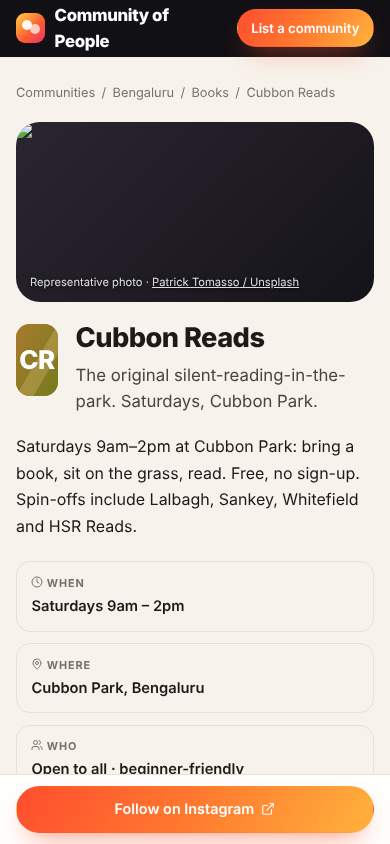 Community of
People
List a community
Communities / Bengaluru / Books / Cubbon Reads
Representative photo · Patrick Tomasso / Unsplash
CR
Cubbon Reads
The original silent-reading-in-the-
park. Saturdays, Cubbon Park.
Saturdays 9am–2pm at Cubbon Park: bring a
book, sit on the grass, read. Free, no sign-up.
Spin-offs include Lalbagh, Sankey, Whitefield
and HSR Reads.
WHEN
Saturdays 9am – 2pm
WHERE
Cubbon Park, Bengaluru
WHO
Open to all · beginner-friendly
Follow on Instagram